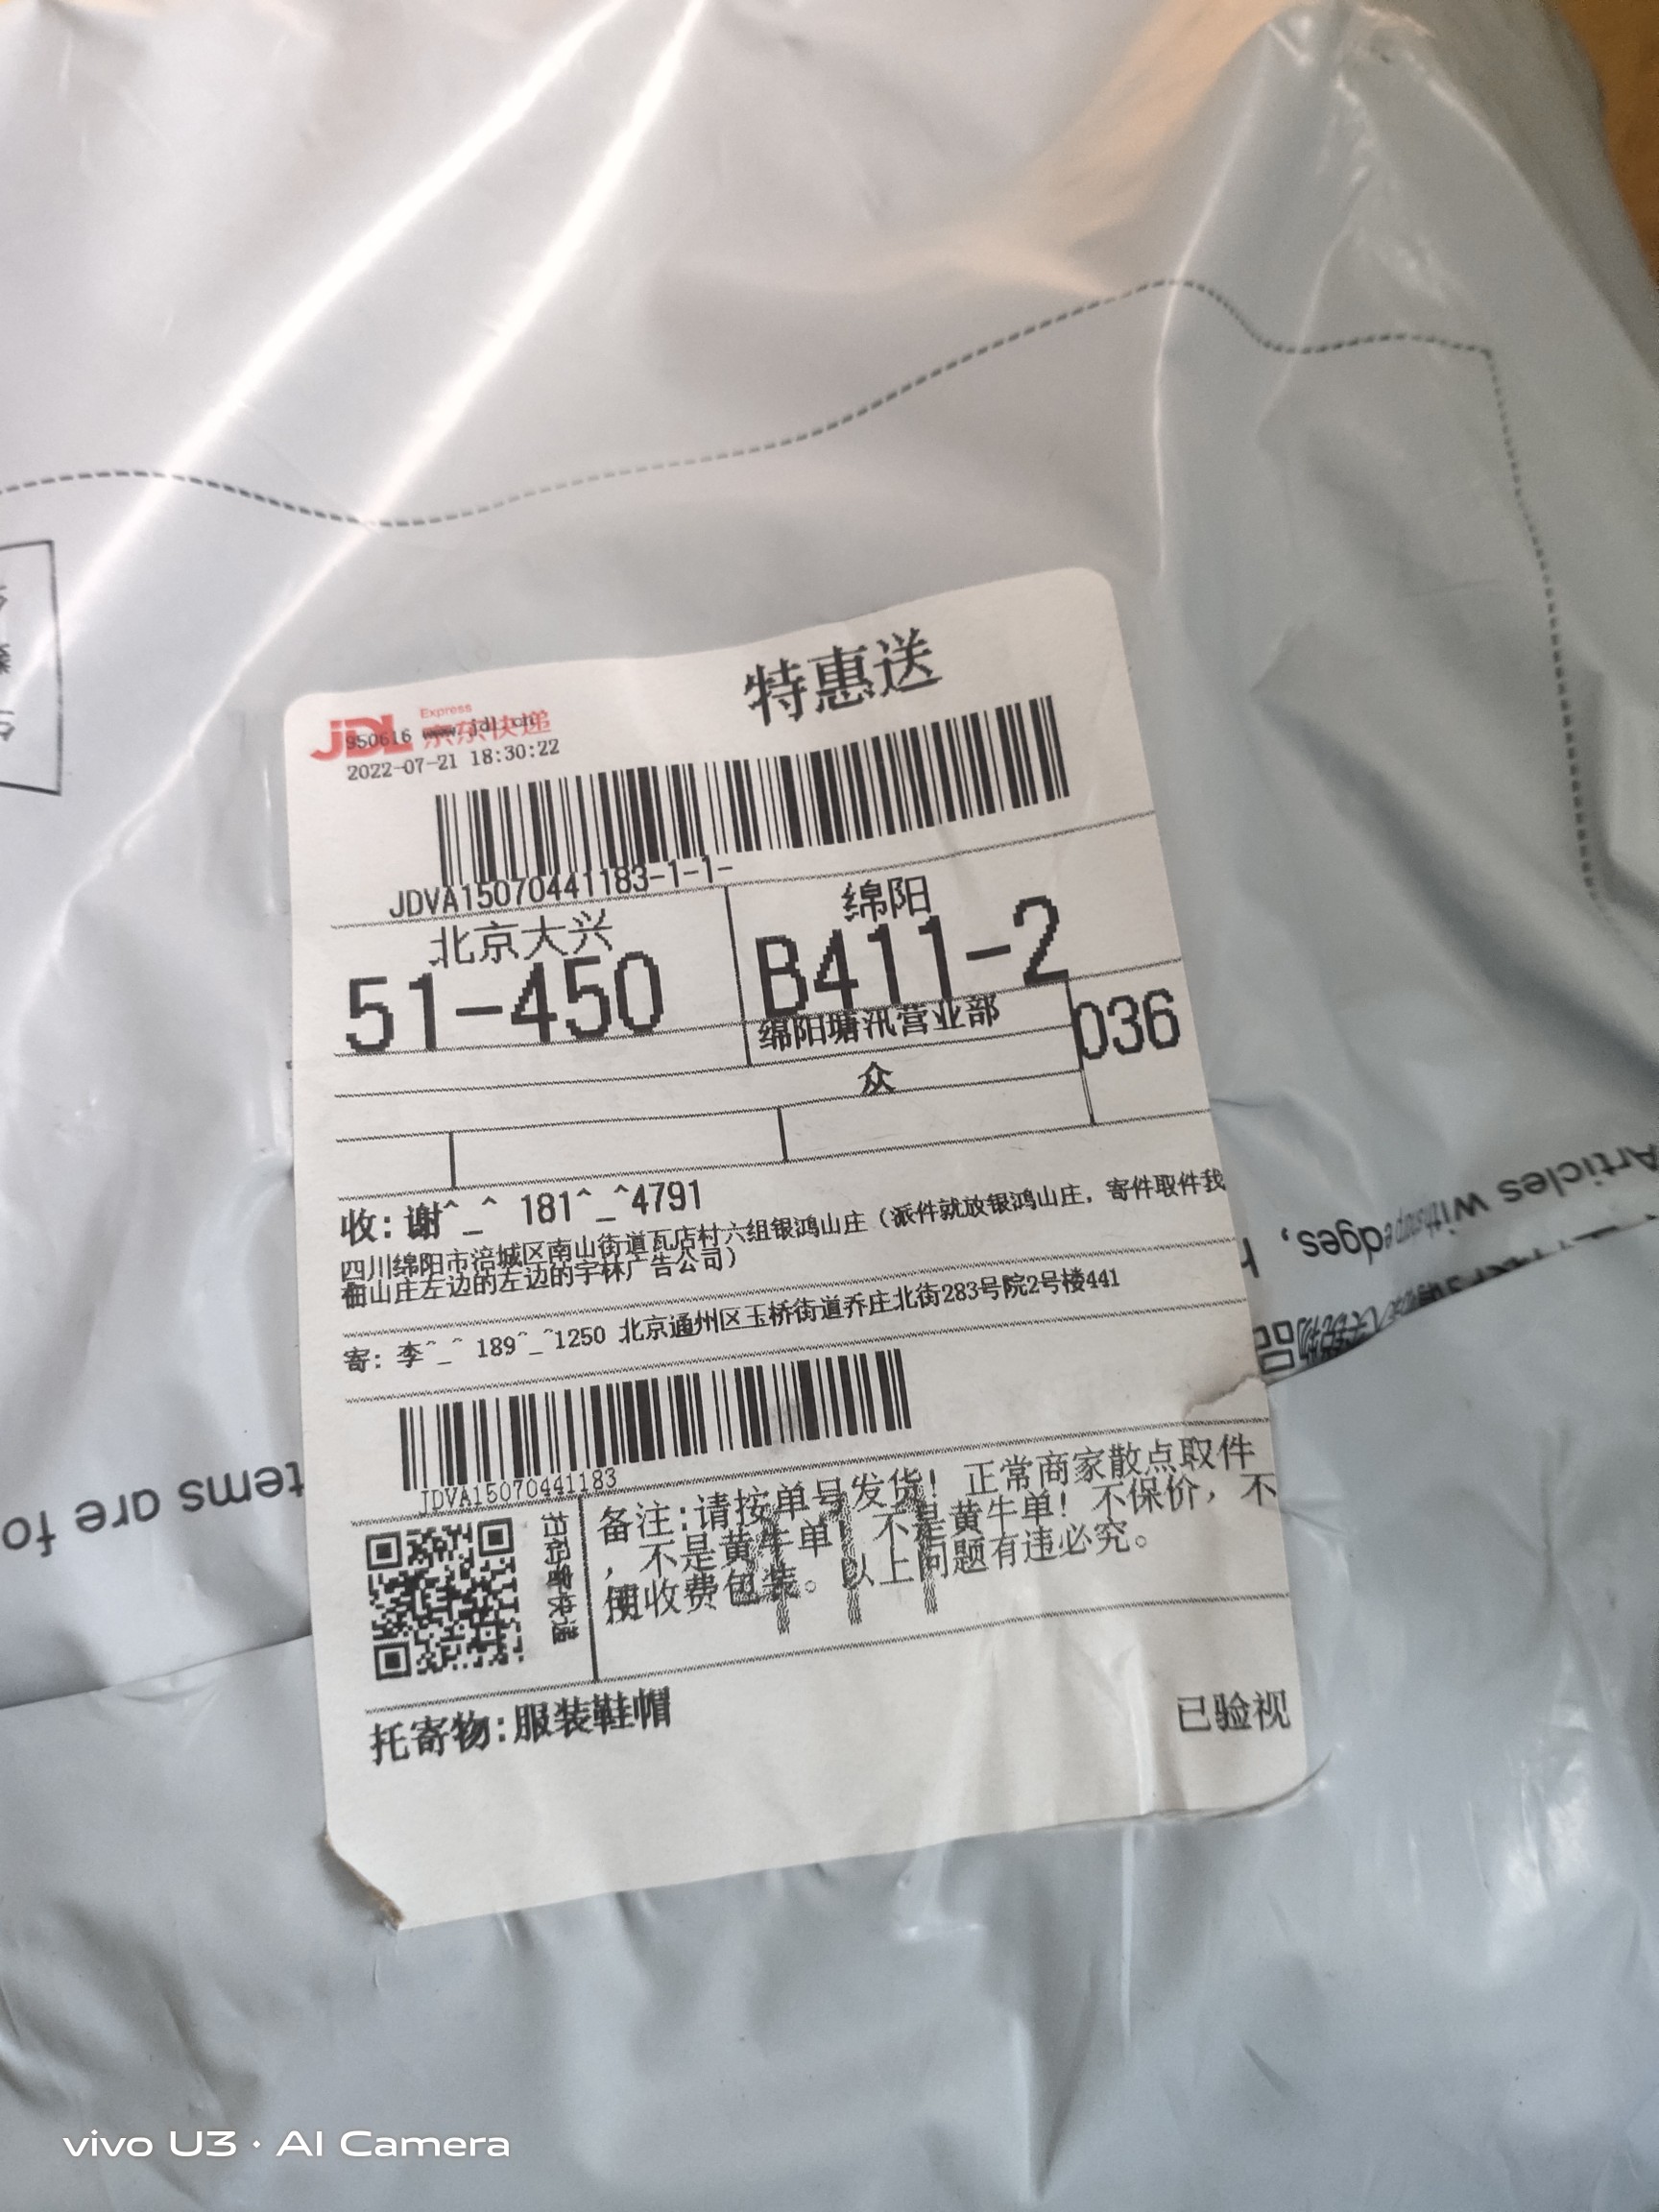 特惠送
JDL Express 京东快递
950616 www.jdl.cn
2022-07-21 18:30:22
JDVA15070441183-1-1-
北京大兴
51-450
绵阳
B411-2
绵阳塘汛营业部
036
众
收: 谢^_^ 181^_^4791
四川绵阳市涪城区南山街道瓦店村六组银鸿山庄（派件就放银鸿山庄，寄件取件我
在山庄左边的左边的宇林广告公司）
寄: 李^_^ 189^_^1250 北京通州区玉桥街道乔庄北街283号院2号楼441
JDVA15070441183
备注:请按单号发货！正常商家散点取件
，不是黄牛单！不是黄牛单！不保价，不
使用收费包装。以上问题有违必究。
托寄物:服装鞋帽
已验视
Articles with sharp edges,
tems are fo
vivo U3 · AI Camera